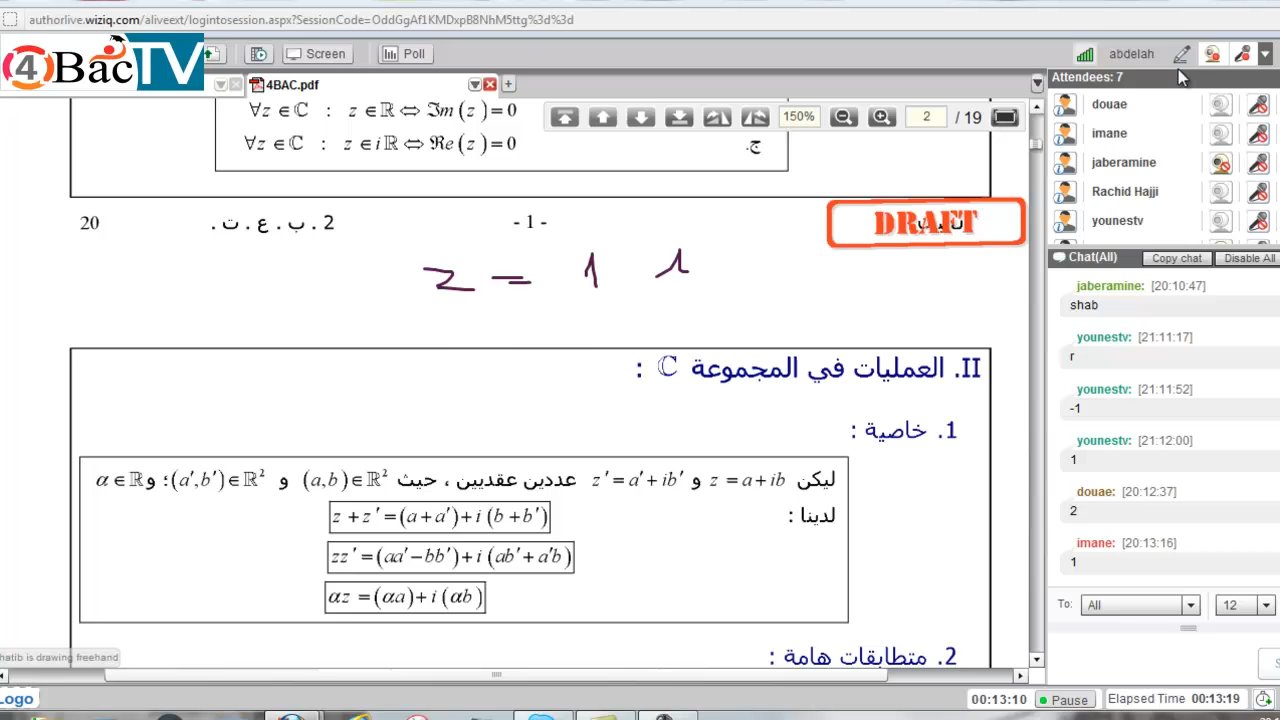 authorlive.wiziq.com/aliveext/logintosession.aspx?SessionCode=OddGgAf1KMDxpB8NhM5ttg%3d%3d
4BacTV
Screen
Poll
abdelah
4BAC.pdf
Attendees: 7
∀z ∈ ℂ : z ∈ ℝ ⇔ ℑm (z) = 0
150%
2 / 19
∀z ∈ ℂ : z ∈ iℝ ⇔ ℜe (z) = 0
ج.
douae
imane
jaberamine
Rachid Hajji
younestv
20
2 . ب . ع . ت .
- 1 -
DRAFT
z = 1
Chat(All)
Copy chat
Disable All
jaberamine: [20:10:47]
shab
younestv: [21:11:17]
r
younestv: [21:11:52]
-1
younestv: [21:12:00]
1
douae: [20:12:37]
2
imane: [20:13:16]
1
II. العمليات في المجموعة ℂ :
1. خاصية :
ليكن z = a + ib و z' = a' + ib' عددين عقديين ، حيث (a,b) ∈ ℝ² و (a',b') ∈ ℝ² ؛ و α ∈ ℝ
لدينا : z + z' = (a + a') + i (b + b')
zz' = (aa' − bb') + i (ab' + a'b)
αz = (αa) + i (αb)
2. متطابقات هامة :
To: All
12
hatib is drawing freehand
Logo
00:13:10
Pause
Elapsed Time 00:13:19